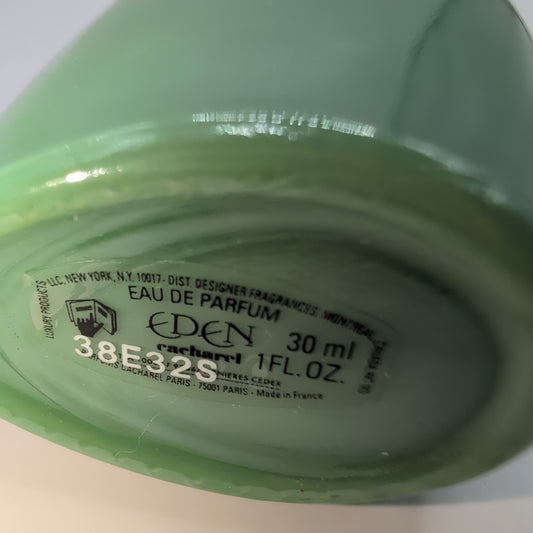 LUXURY PRODUCTS LLC, NEW YORK, N.Y. 10017 - DIST. DESIGNER FRAGRANCES, MONTREAL,
EAU DE PARFUM
EDEN
30 ml
cacharel 1FL. OZ.
38E32S
CACHAREL PARIS - 75001 PARIS - Made in France